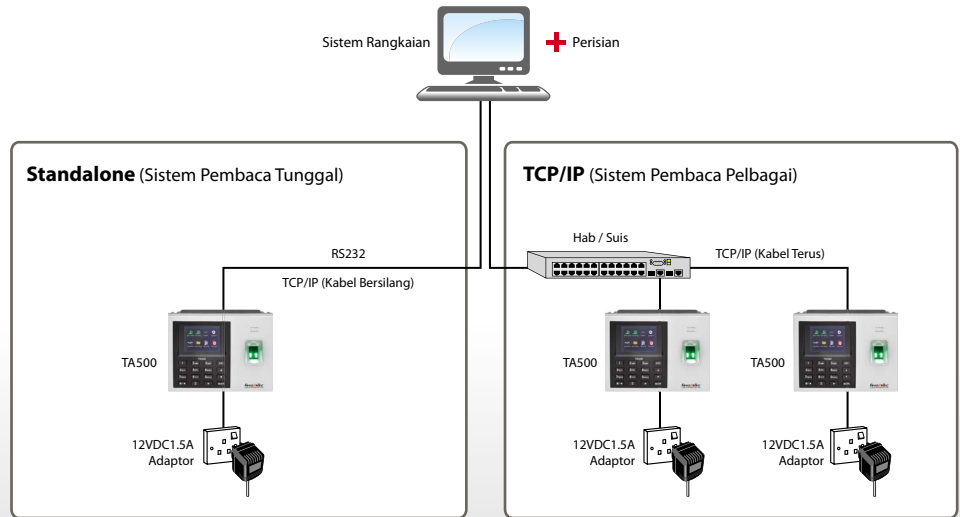 Sistem Rangkaian
Perisian
Standalone (Sistem Pembaca Tunggal)
RS232
TCP/IP (Kabel Bersilang)
TA500
12VDC1.5A
Adaptor
TCP/IP (Sistem Pembaca Pelbagai)
Hab / Suis
TCP/IP (Kabel Terus)
TA500
TA500
12VDC1.5A
Adaptor
12VDC1.5A
Adaptor